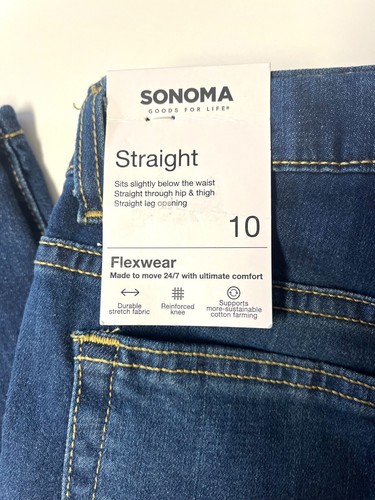 SONOMA
GOODS FOR LIFE®
Straight
Sits slightly below the waist
Straight through hip & thigh
Straight leg opening
10
Flexwear
Made to move 24/7 with ultimate comfort
Durable
stretch fabric
Reinforced
knee
Supports
more-sustainable
cotton farming